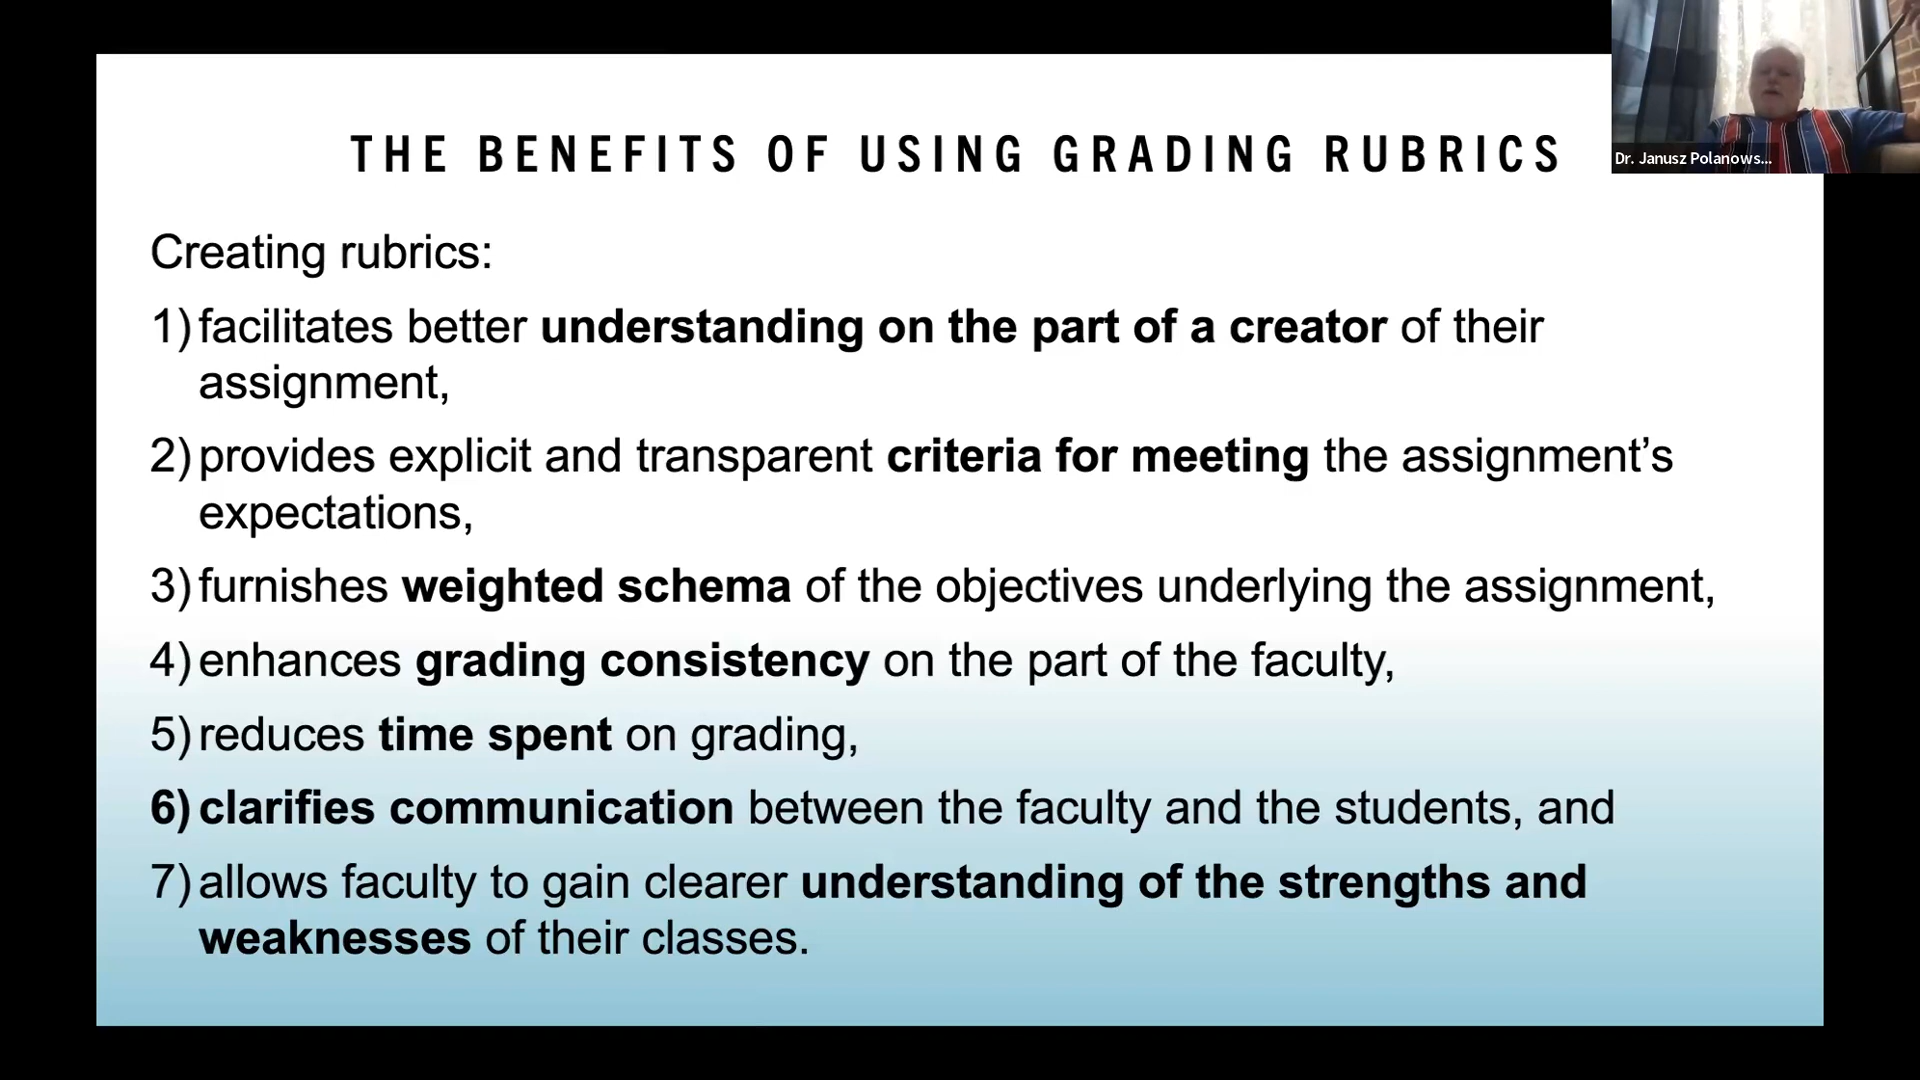 THE BENEFITS OF USING GRADING RUBRICS
Dr. Janusz Polanows...
Creating rubrics:
1) facilitates better understanding on the part of a creator of their
assignment,
2) provides explicit and transparent criteria for meeting the assignment’s
expectations,
3) furnishes weighted schema of the objectives underlying the assignment,
4) enhances grading consistency on the part of the faculty,
5) reduces time spent on grading,
6) clarifies communication between the faculty and the students, and
7) allows faculty to gain clearer understanding of the strengths and
weaknesses of their classes.